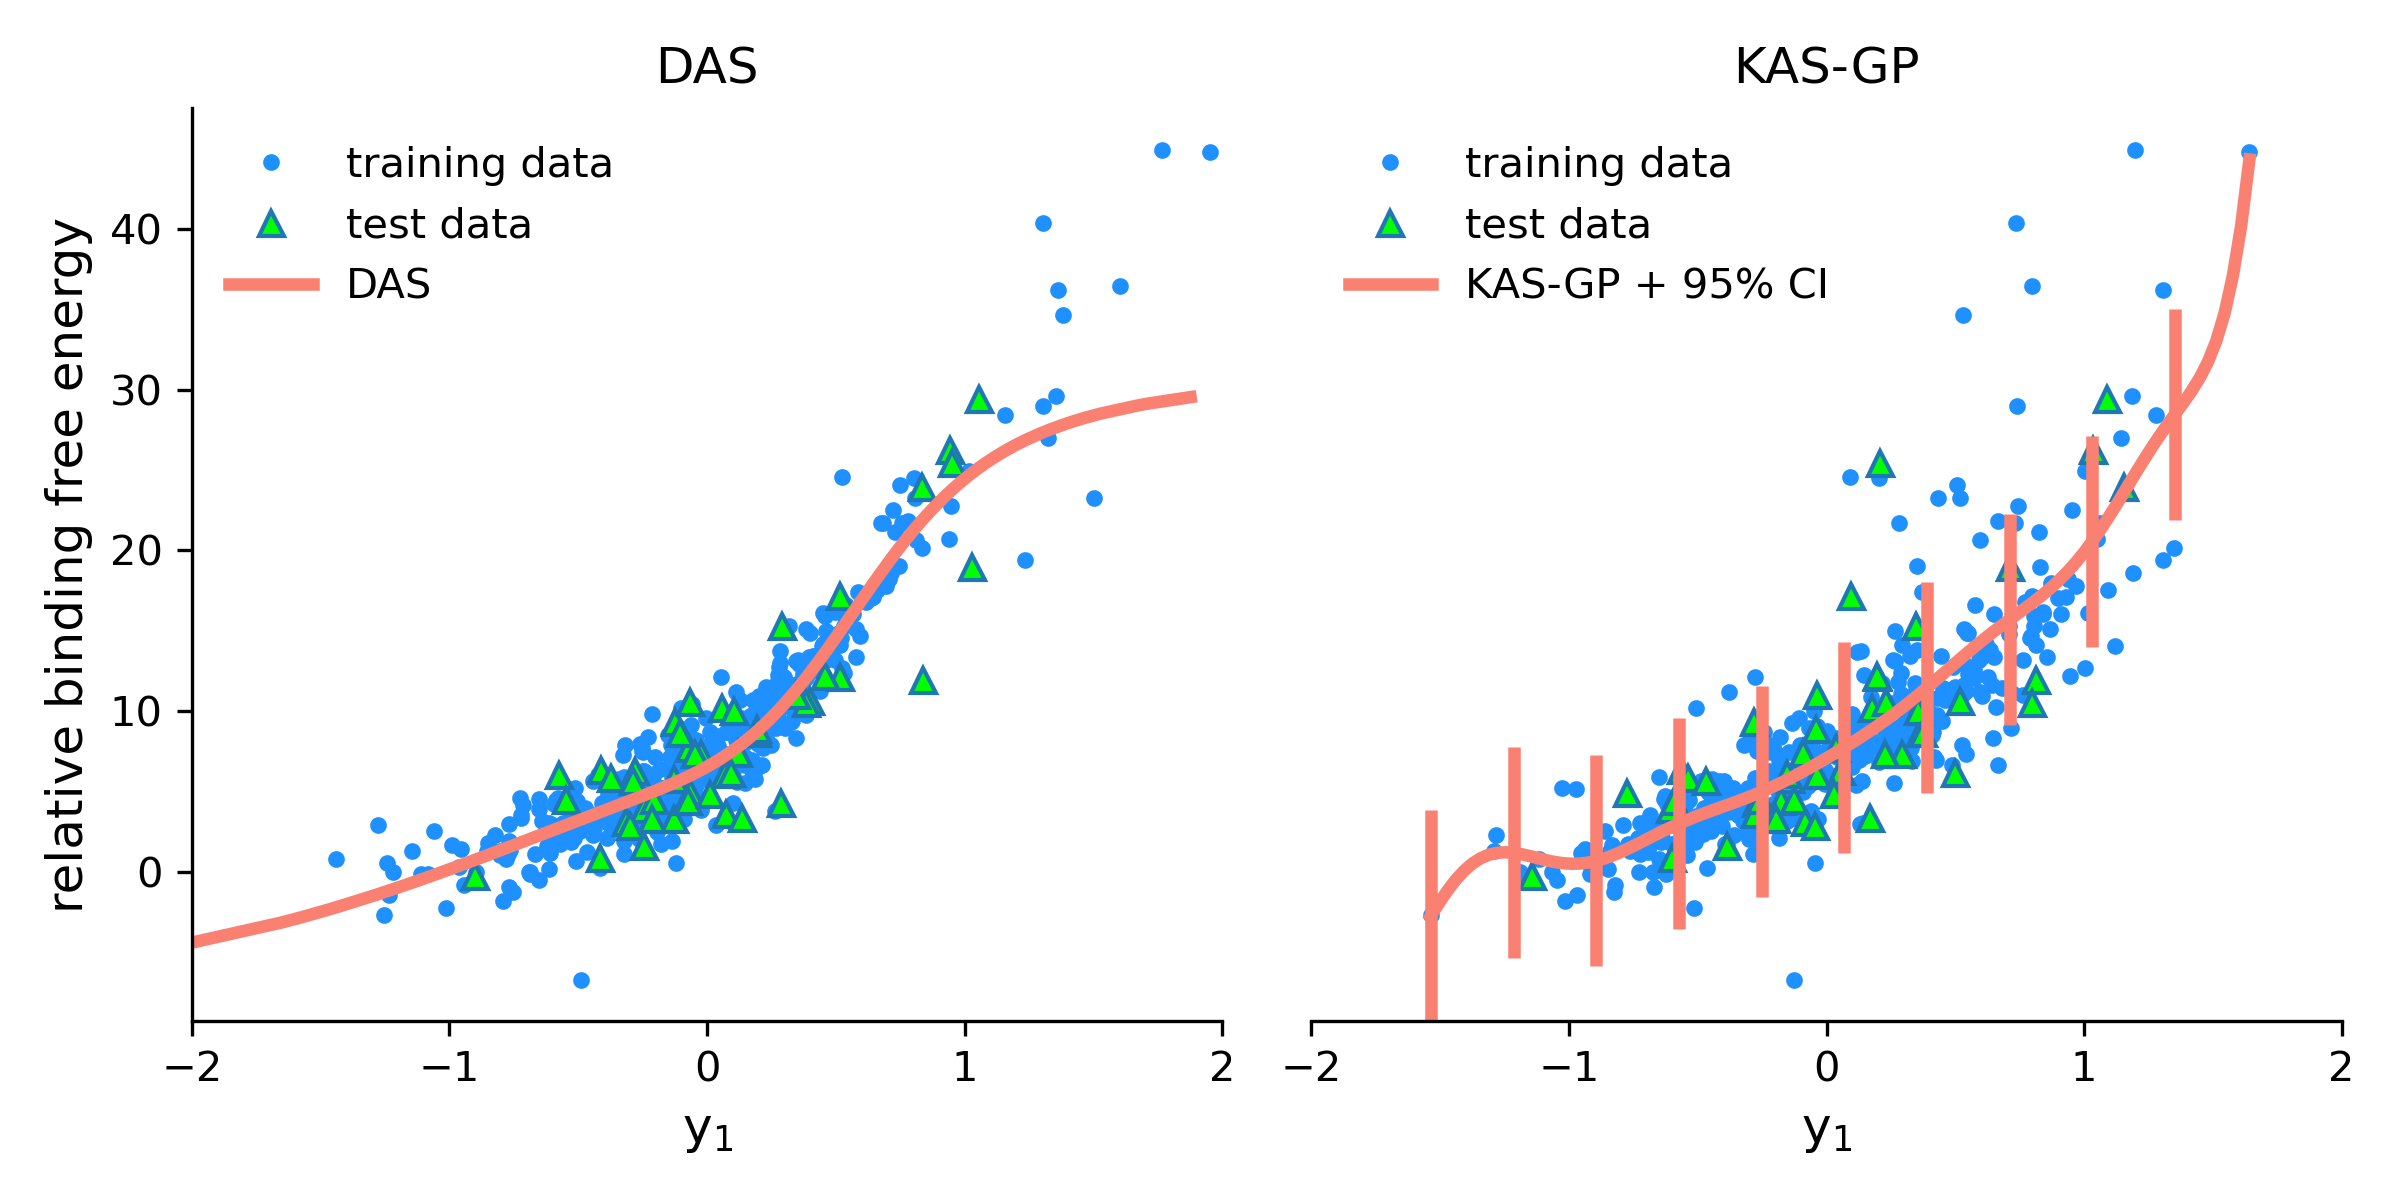 DAS
training data
test data
DAS
relative binding free energy
40
30
20
10
0
−2 −1 0 1 2
y₁
KAS-GP
training data
test data
KAS-GP + 95% CI
−2 −1 0 1 2
y₁